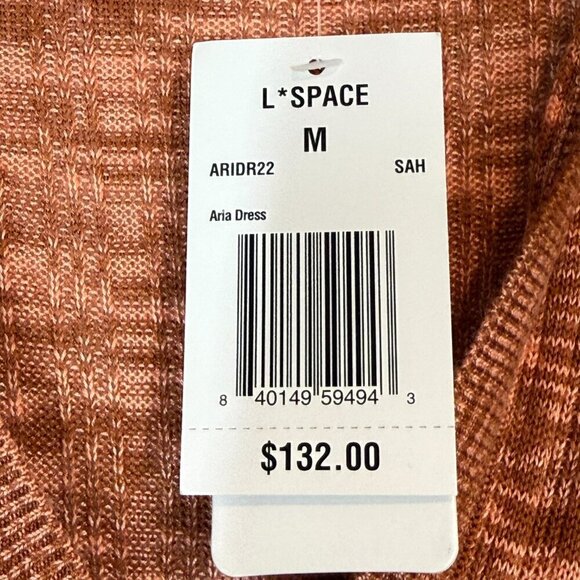 L*SPACE
M
ARIDR22 SAH
Aria Dress
8 40149 59494 3
$132.00